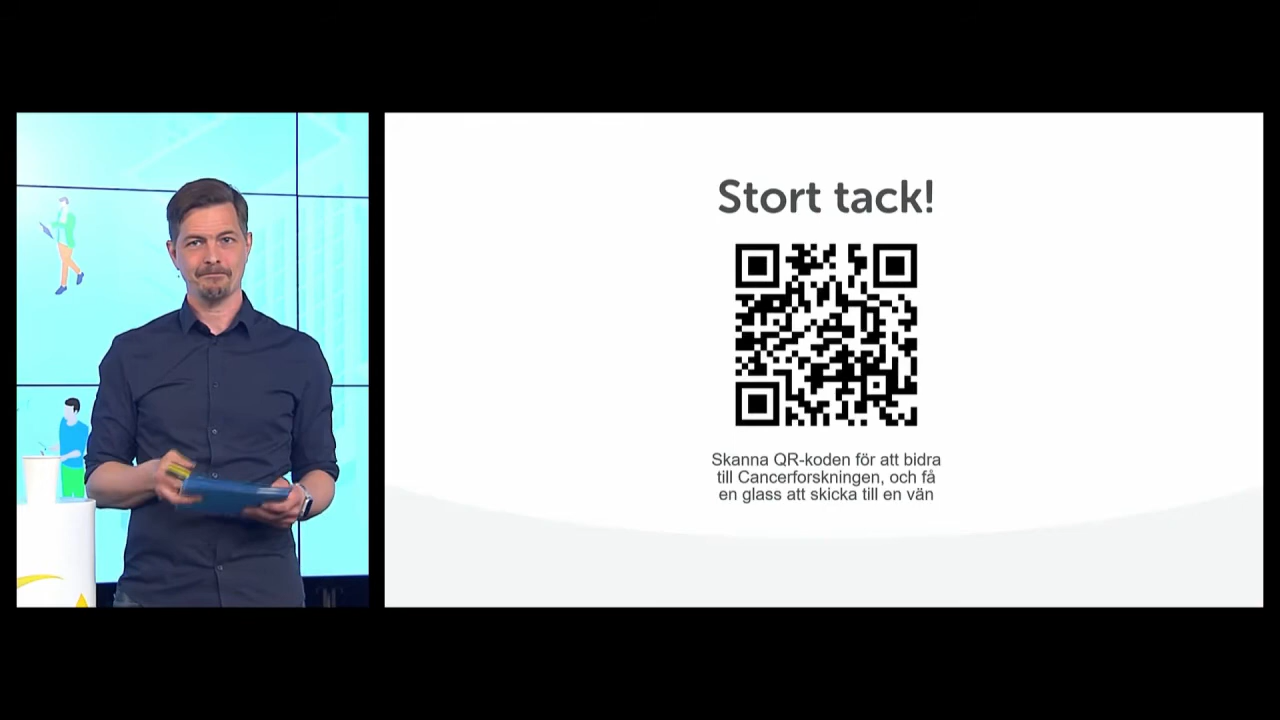 Stort tack!
Skanna QR-koden för att bidra
till Cancerforskningen, och få
en glass att skicka till en vän